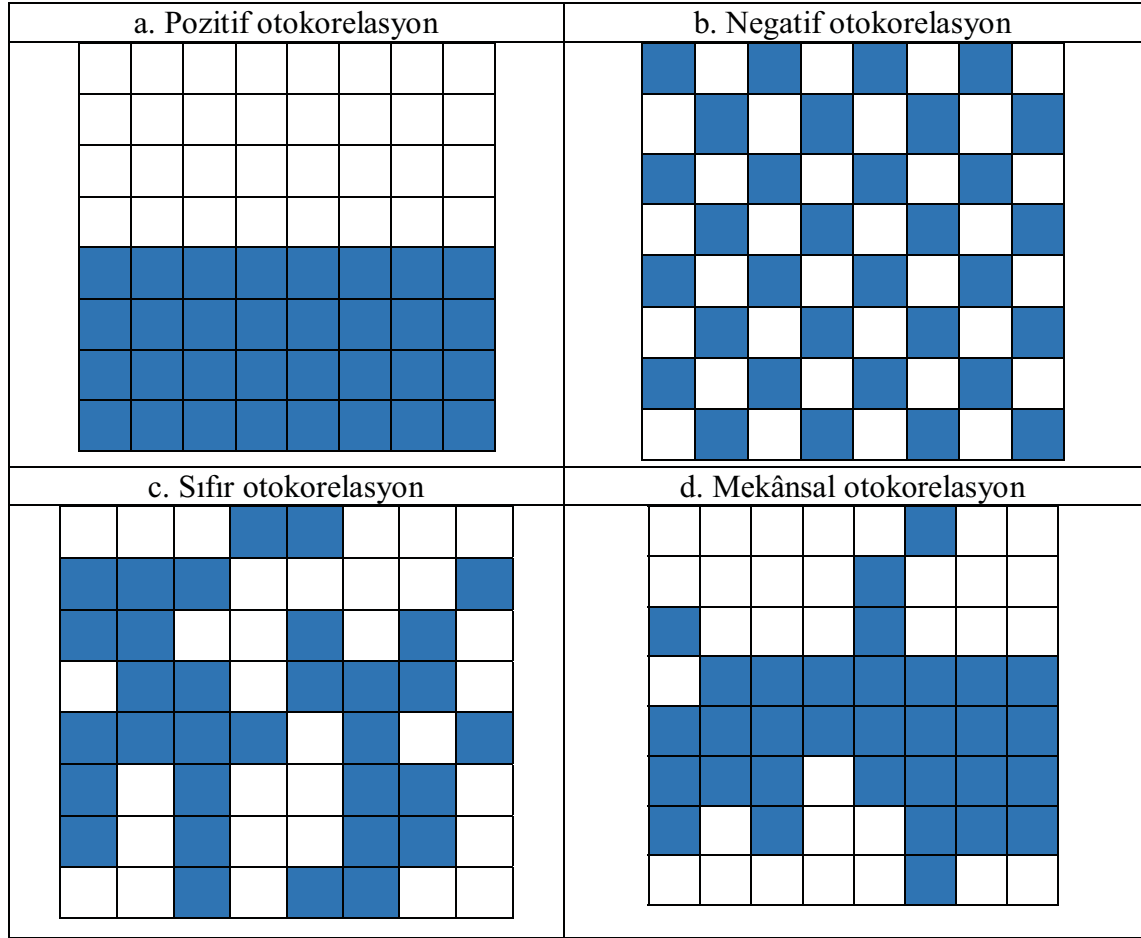 a. Pozitif otokorelasyon
b. Negatif otokorelasyon
c. Sıfır otokorelasyon
d. Mekânsal otokorelasyon